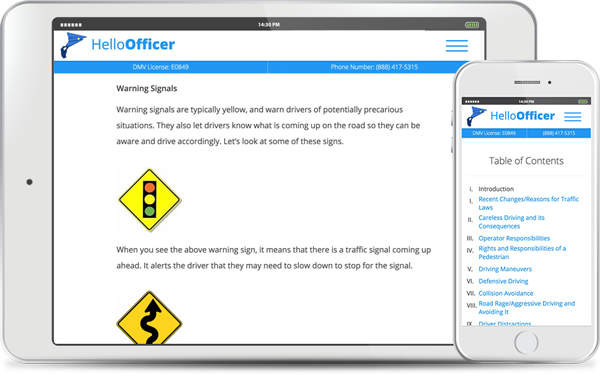 14:30 PM
HelloOfficer
DMV License: E0849
Phone Number: (888) 417-5315
Warning Signals
Warning signals are typically yellow, and warn drivers of potentially precarious
situations. They also let drivers know what is coming up on the road so they can be
aware and drive accordingly. Let's look at some of these signs.
When you see the above warning sign, it means that there is a traffic signal coming up
ahead. It alerts the driver that they may need to slow down to stop for the signal.
14:30 PM
HelloOfficer
DMV License: E0849
(888) 417-5315
Table of Contents
i. Introduction
I. Recent Changes/Reasons for Traffic
Laws
II. Careless Driving and its
Consequences
III. Operator Responsibilities
IV. Rights and Responsibilities of a
Pedestrian
V. Driving Maneuvers
VI. Defensive Driving
VII. Collision Avoidance
VIII. Road Rage/Aggressive Driving and
Avoiding It
IX. Driver Distractions